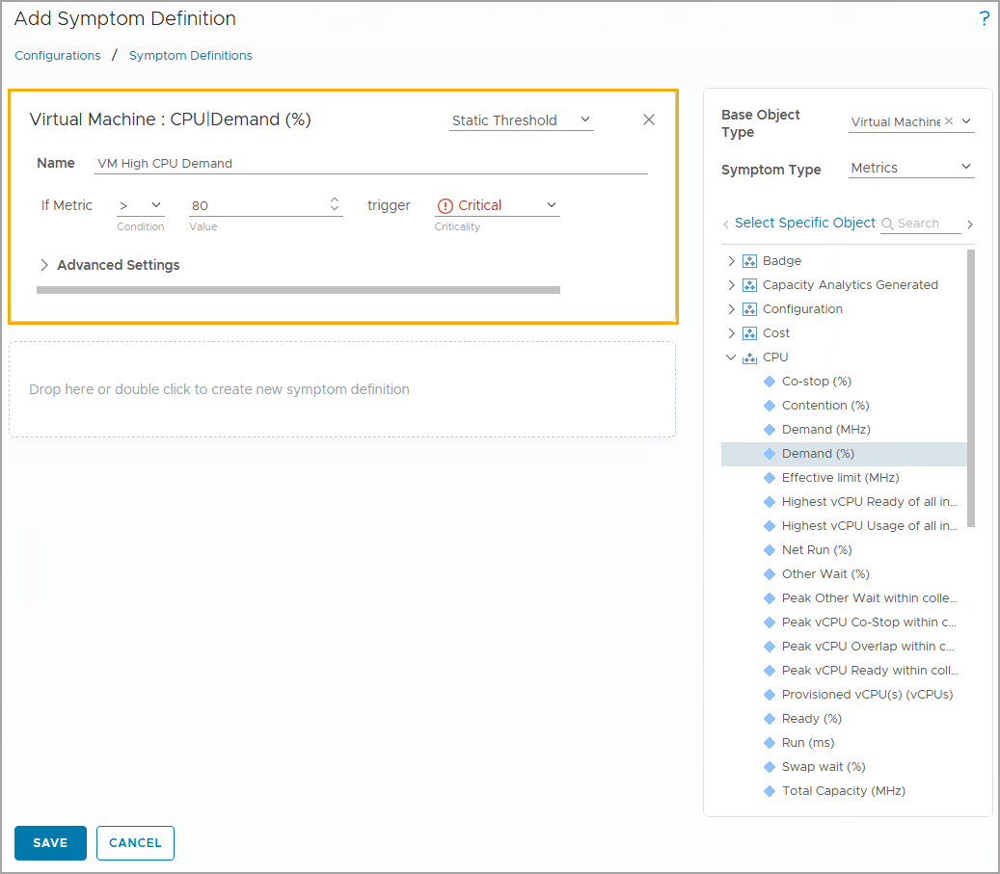 Add Symptom Definition
?
Configurations / Symptom Definitions
Virtual Machine : CPU|Demand (%)
Static Threshold
Name VM High CPU Demand
If Metric > 80 trigger Critical
Condition Value Criticality
Advanced Settings
Drop here or double click to create new symptom definition
Base Object
Type
Virtual Machine
Symptom Type Metrics
Select Specific Object Search
Badge
Capacity Analytics Generated
Configuration
Cost
CPU
Co-stop (%)
Contention (%)
Demand (MHz)
Demand (%)
Effective limit (MHz)
Highest vCPU Ready of all in...
Highest vCPU Usage of all in...
Net Run (%)
Other Wait (%)
Peak Other Wait within colle...
Peak vCPU Co-Stop within c...
Peak vCPU Overlap within c...
Peak vCPU Ready within coll...
Provisioned vCPU(s) (vCPUs)
Ready (%)
Run (ms)
Swap wait (%)
Total Capacity (MHz)
SAVE CANCEL